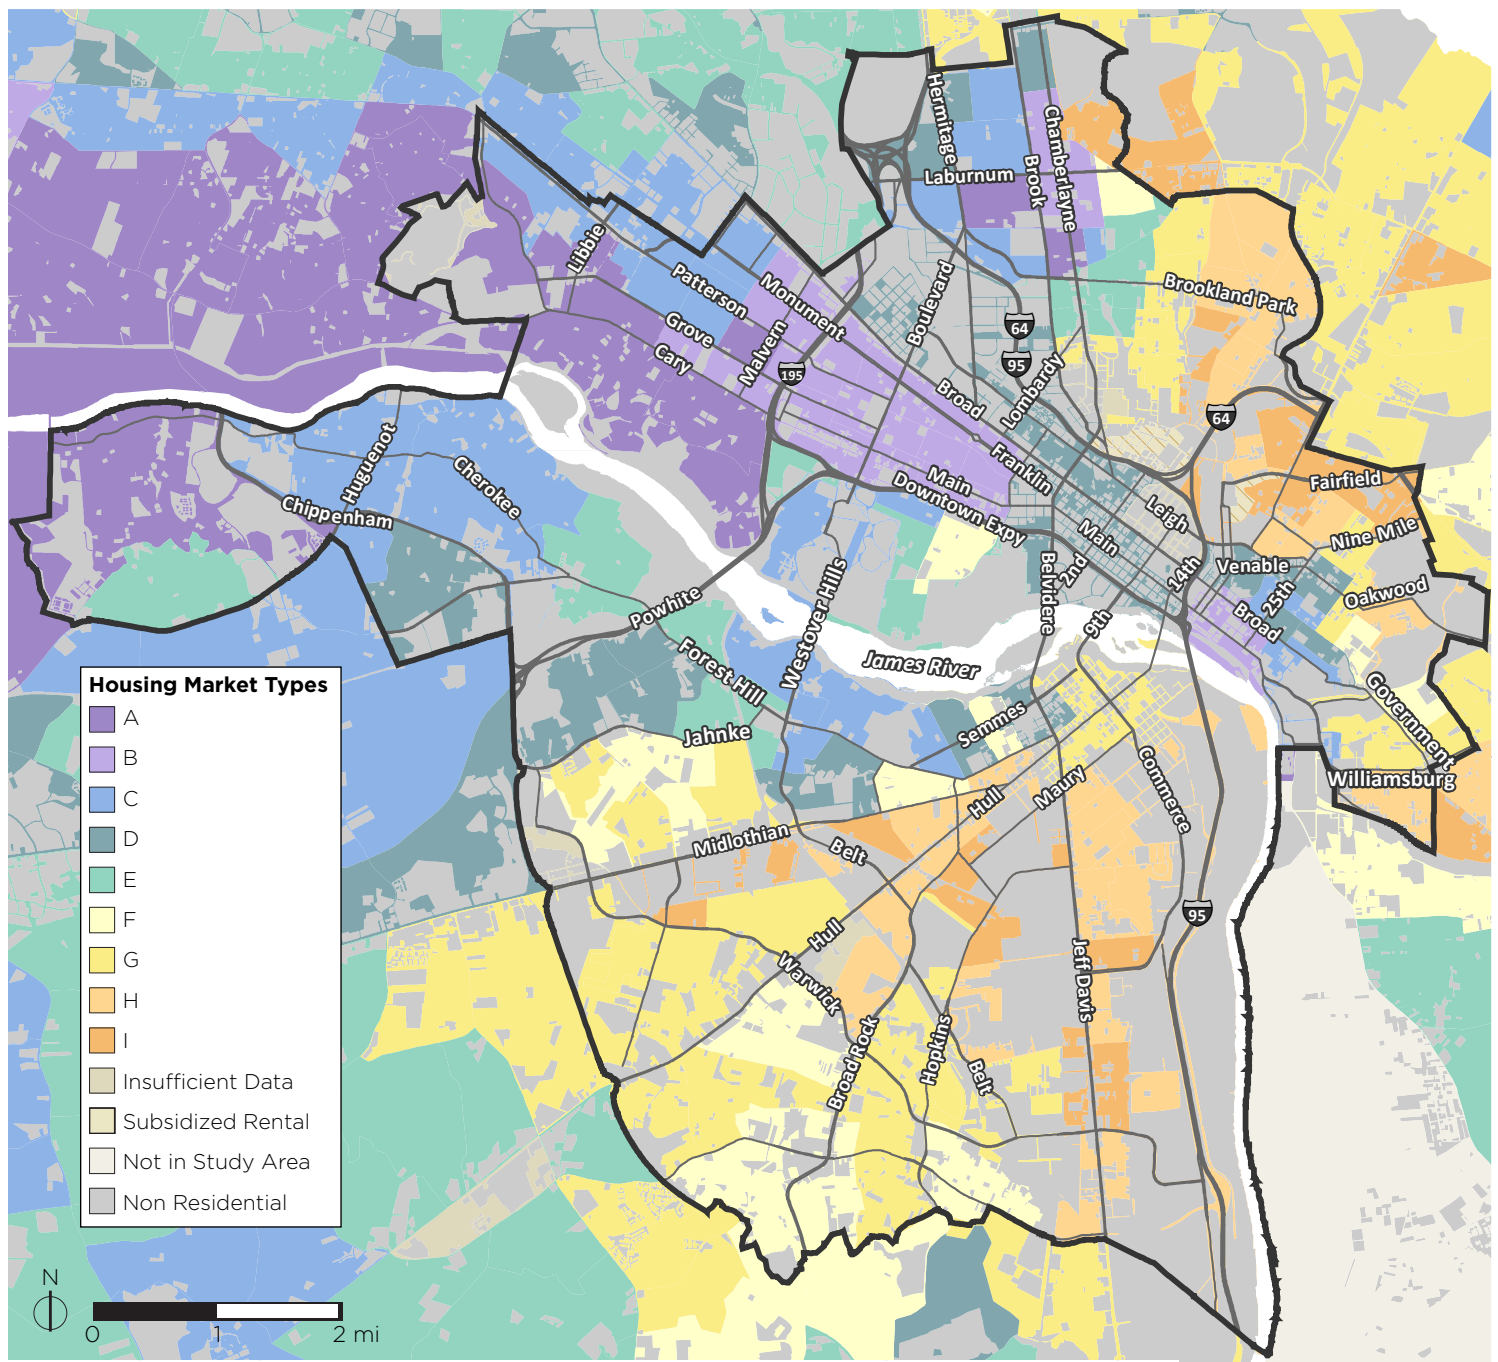 Hermitage
Chamberlayne
Brook
Laburnum
Libbie
Patterson
Monument
Boulevard
Brookland Park
Grove
Malvern
Cary
64
95
195
Lombardy
Broad
64
Franklin
Huguenot
Cherokee
Chippenham
Main
Downtown Expy
Leigh
Fairfield
Main
Nine Mile
Belvidere
2nd
14th
Venable
25th
Oakwood
Broad
Powhite
Westover Hills
9th
Forest Hill
James River
Government
Jahnke
Semmes
Williamsburg
Commerce
Maury
Hull
Midlothian
Belt
95
Hull
Warwick
Jeff Davis
Broad Rock
Hopkins
Belt
Housing Market Types
A
B
C
D
E
F
G
H
I
Insufficient Data
Subsidized Rental
Not in Study Area
Non Residential
N
0 1 2 mi